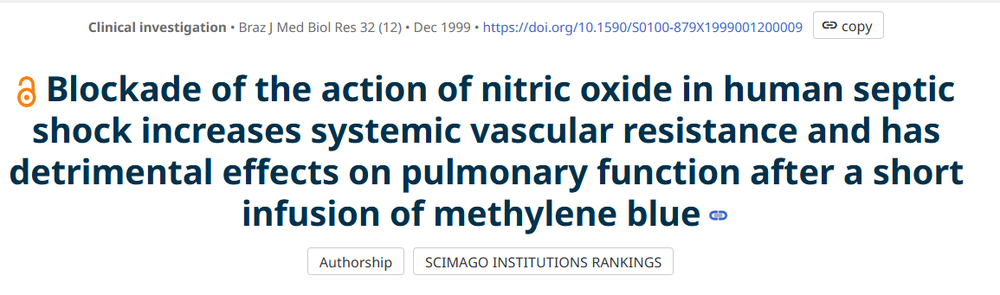 Clinical investigation • Braz J Med Biol Res 32 (12) • Dec 1999 • https://doi.org/10.1590/S0100-879X1999001200009 copy
Blockade of the action of nitric oxide in human septic
shock increases systemic vascular resistance and has
detrimental effects on pulmonary function after a short
infusion of methylene blue
Authorship SCIMAGO INSTITUTIONS RANKINGS